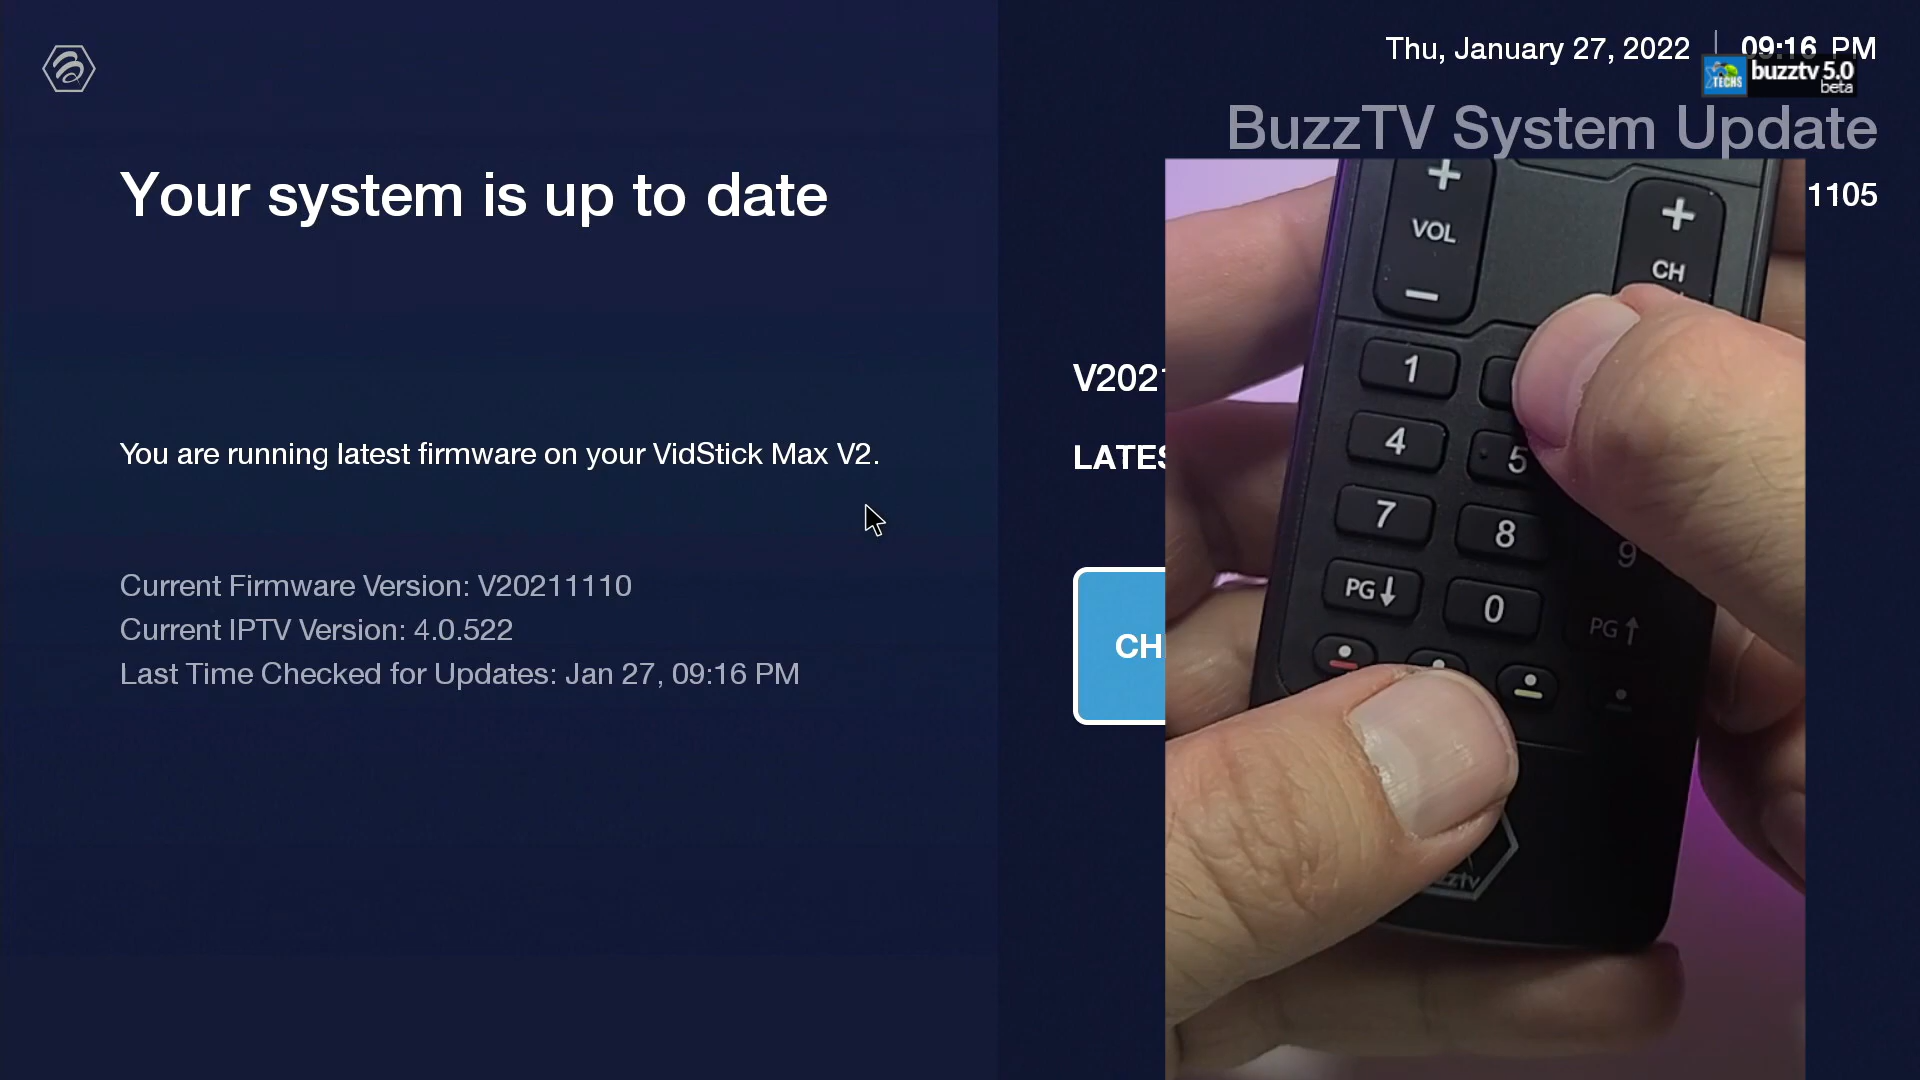 Thu, January 27, 2022 | 09:16 PM
TECHS
buzztv 5.0
beta
BuzzTV System Update
1105
Your system is up to date
You are running latest firmware on your VidStick Max V2.
Current Firmware Version: V20211110
Current IPTV Version: 4.0.522
Last Time Checked for Updates: Jan 27, 09:16 PM
+
VOL
−
+
CH
1
4
5
7
8
9
PG↓
0
PG↑